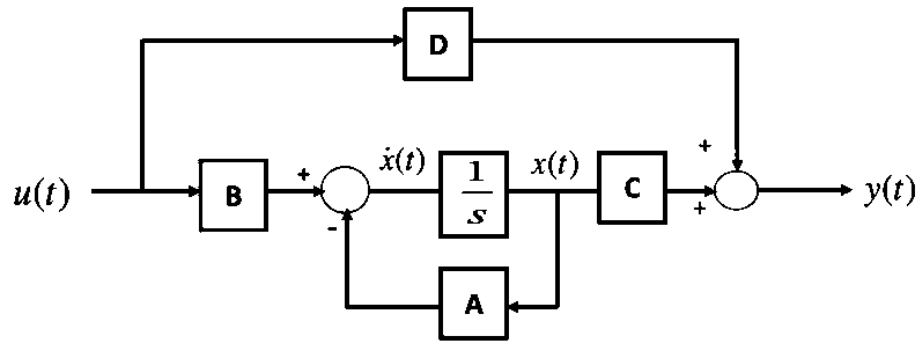 D
+
u(t)
B
+
ẋ(t)
1
s
x(t)
C
+
y(t)
-
A